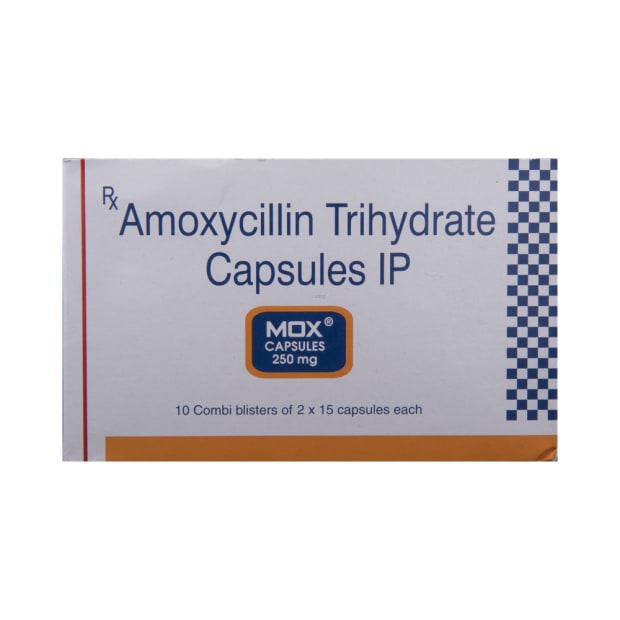 Rx
Amoxycillin Trihydrate
Capsules IP
MOX®
CAPSULES
250 mg
10 Combi blisters of 2 x 15 capsules each